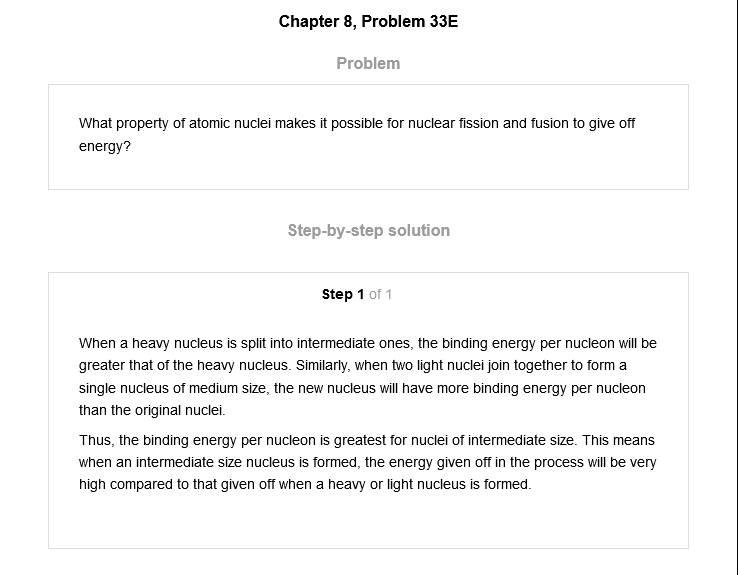 Chapter 8, Problem 33E
Problem
What property of atomic nuclei makes it possible for nuclear fission and fusion to give off
energy?
Step-by-step solution
Step 1 of 1
When a heavy nucleus is split into intermediate ones, the binding energy per nucleon will be
greater that of the heavy nucleus. Similarly, when two light nuclei join together to form a
single nucleus of medium size, the new nucleus will have more binding energy per nucleon
than the original nuclei.
Thus, the binding energy per nucleon is greatest for nuclei of intermediate size. This means
when an intermediate size nucleus is formed, the energy given off in the process will be very
high compared to that given off when a heavy or light nucleus is formed.